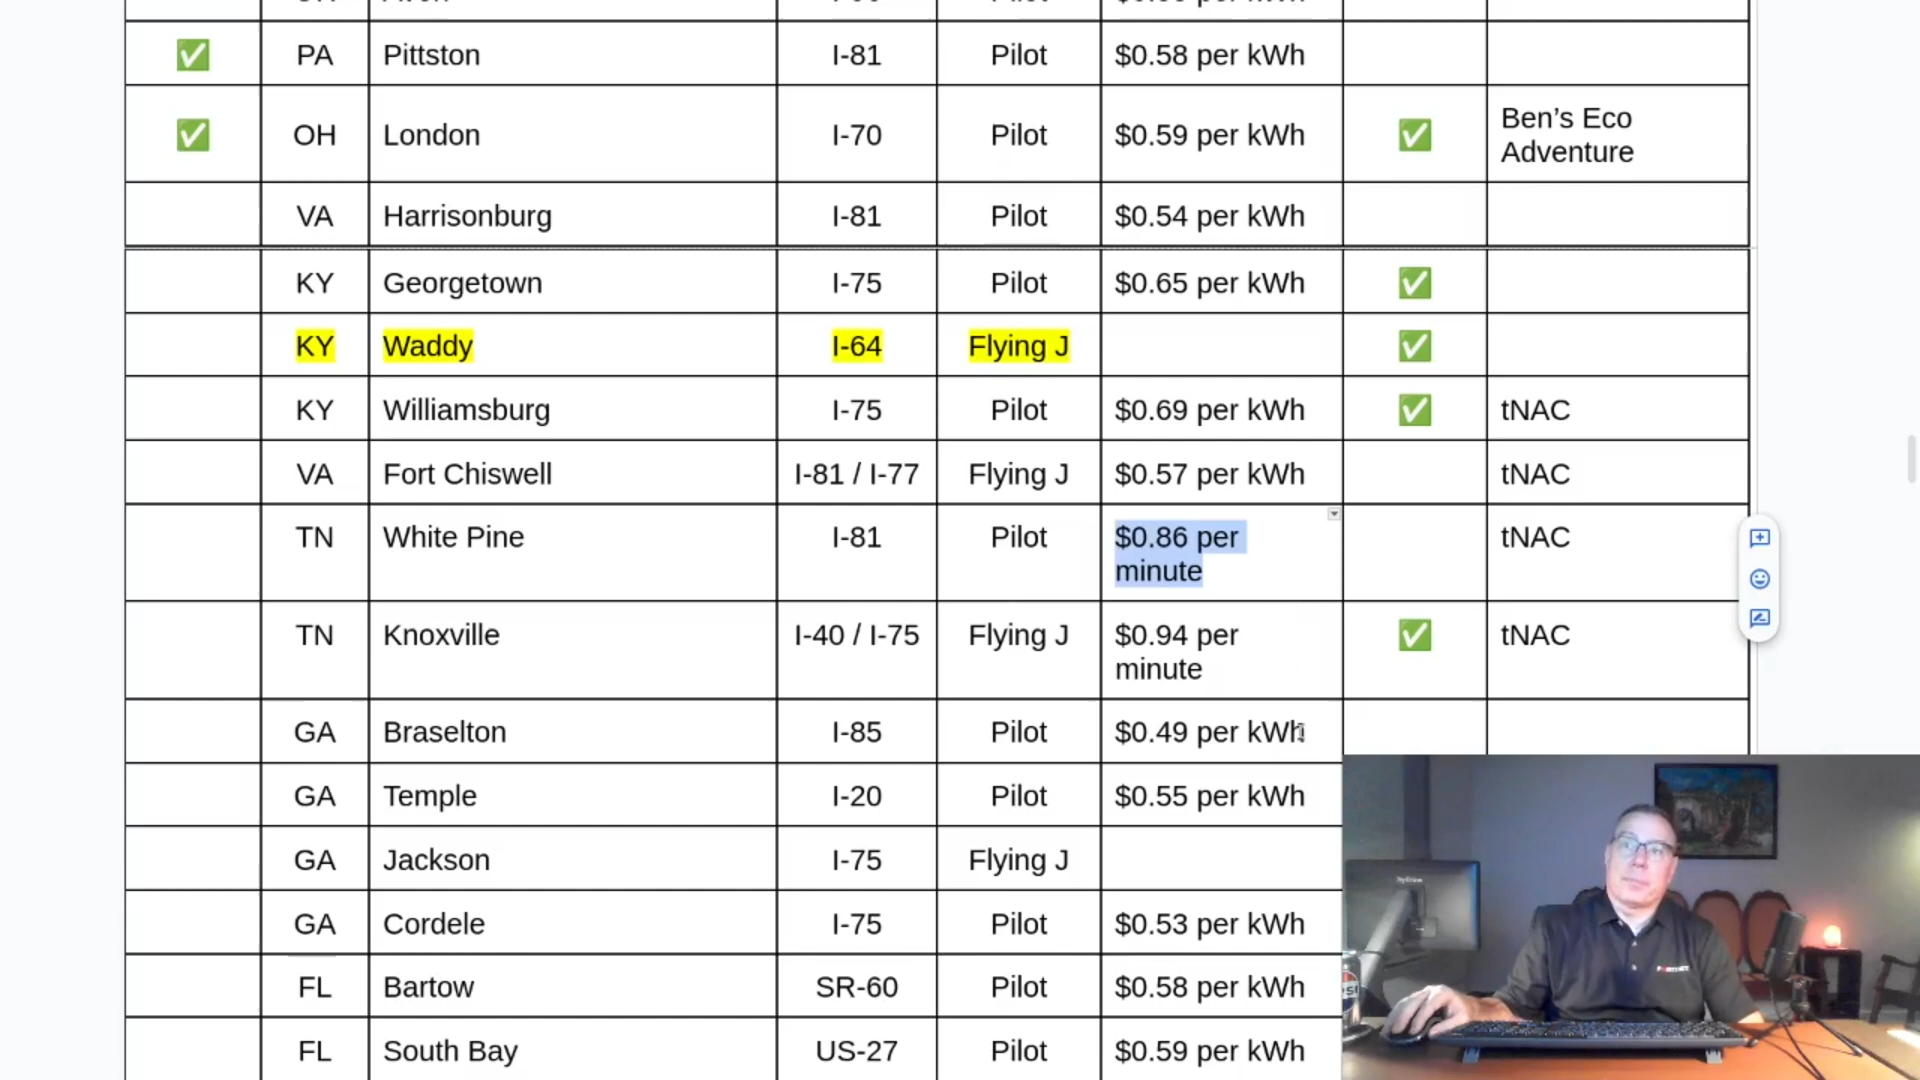 PA Pittston I-81 Pilot $0.58 per kWh
OH London I-70 Pilot $0.59 per kWh Ben’s Eco
Adventure
VA Harrisonburg I-81 Pilot $0.54 per kWh
KY Georgetown I-75 Pilot $0.65 per kWh
KY Waddy I-64 Flying J
KY Williamsburg I-75 Pilot $0.69 per kWh tNAC
VA Fort Chiswell I-81 / I-77 Flying J $0.57 per kWh tNAC
TN White Pine I-81 Pilot $0.86 per tNAC
minute
TN Knoxville I-40 / I-75 Flying J $0.94 per tNAC
minute
GA Braselton I-85 Pilot $0.49 per kWh
GA Temple I-20 Pilot $0.55 per kWh
GA Jackson I-75 Flying J
GA Cordele I-75 Pilot $0.53 per kWh
FL Bartow SR-60 Pilot $0.58 per kWh
FL South Bay US-27 Pilot $0.59 per kWh